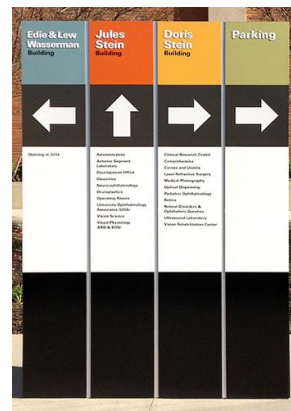 Edie & Lew
Wasserman
Building
Opening in 2014
Jules
Stein
Building
Administration
Anterior Segment
Laboratory
Development Office
Glaucoma
Neuro-ophthalmology
Oculoplastics
Operating Rooms
University Ophthalmology
Associates (UOA)
Vision Science
Visual Physiology
(ERG & EOG)
Doris
Stein
Building
Clinical Research Center
Comprehensive
Cornea and Uveitis
Laser Refractive Surgery
Medical Photography
Optical Dispensing
Pediatric Ophthalmology
Retina
Retinal Disorders &
Ophthalmic Genetics
Ultrasound Laboratory
Vision Rehabilitation Center
Parking